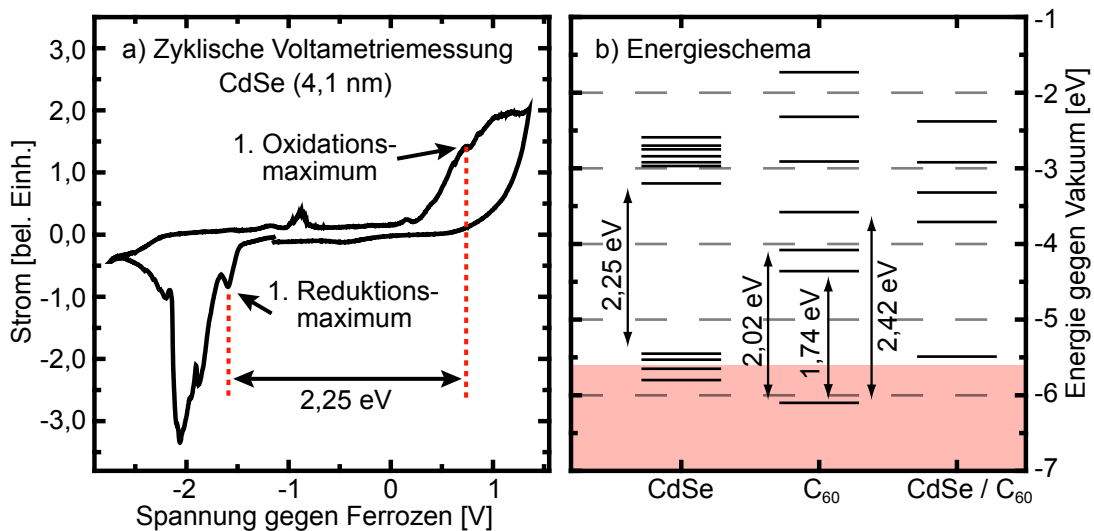 a) Zyklische Voltametriemessung
CdSe (4,1 nm)
3,0
2,0
1,0
0,0
-1,0
-2,0
-3,0
Strom [bel. Einh.]
1. Oxidations-
maximum
1. Reduktions-
maximum
2,25 eV
-2
-1
0
1
Spannung gegen Ferrozen [V]
b) Energieschema
2,25 eV
2,02 eV
1,74 eV
2,42 eV
-1
-2
-3
-4
-5
-6
-7
Energie gegen Vakuum [eV]
CdSe
C60
CdSe / C60